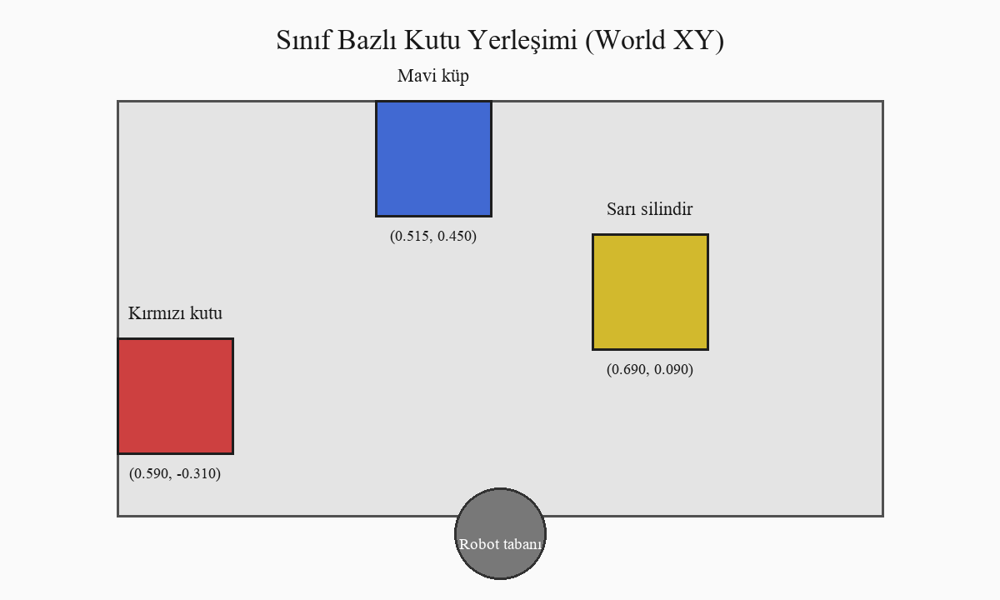 Sınıf Bazlı Kutu Yerleşimi (World XY)
Mavi küp
(0.515, 0.450)
Sarı silindir
(0.690, 0.090)
Kırmızı kutu
(0.590, -0.310)
Robot tabanı